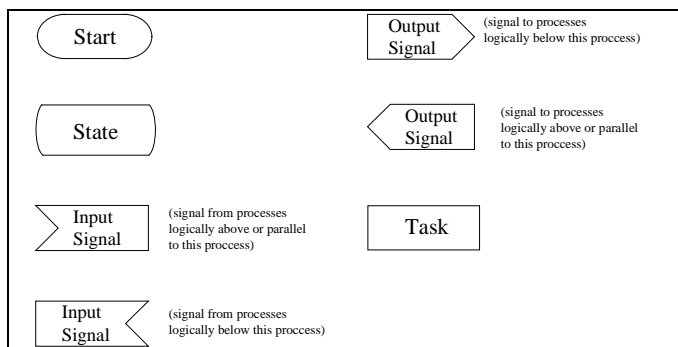 Start
State
Input
Signal
(signal from processes
logically above or parallel
to this proccess)
Input
Signal
(signal from processes
logically below this proccess)
Output
Signal
(signal to processes
logically below this proccess)
Output
Signal
(signal to processes
logically above or parallel
to this proccess)
Task